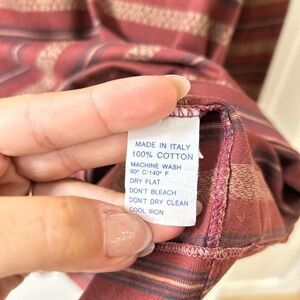 MADE IN ITALY
100% COTTON
MACHINE WASH
60° C/140° F
DRY FLAT
DON'T BLEACH
DON'T DRY CLEAN
COOL IRON